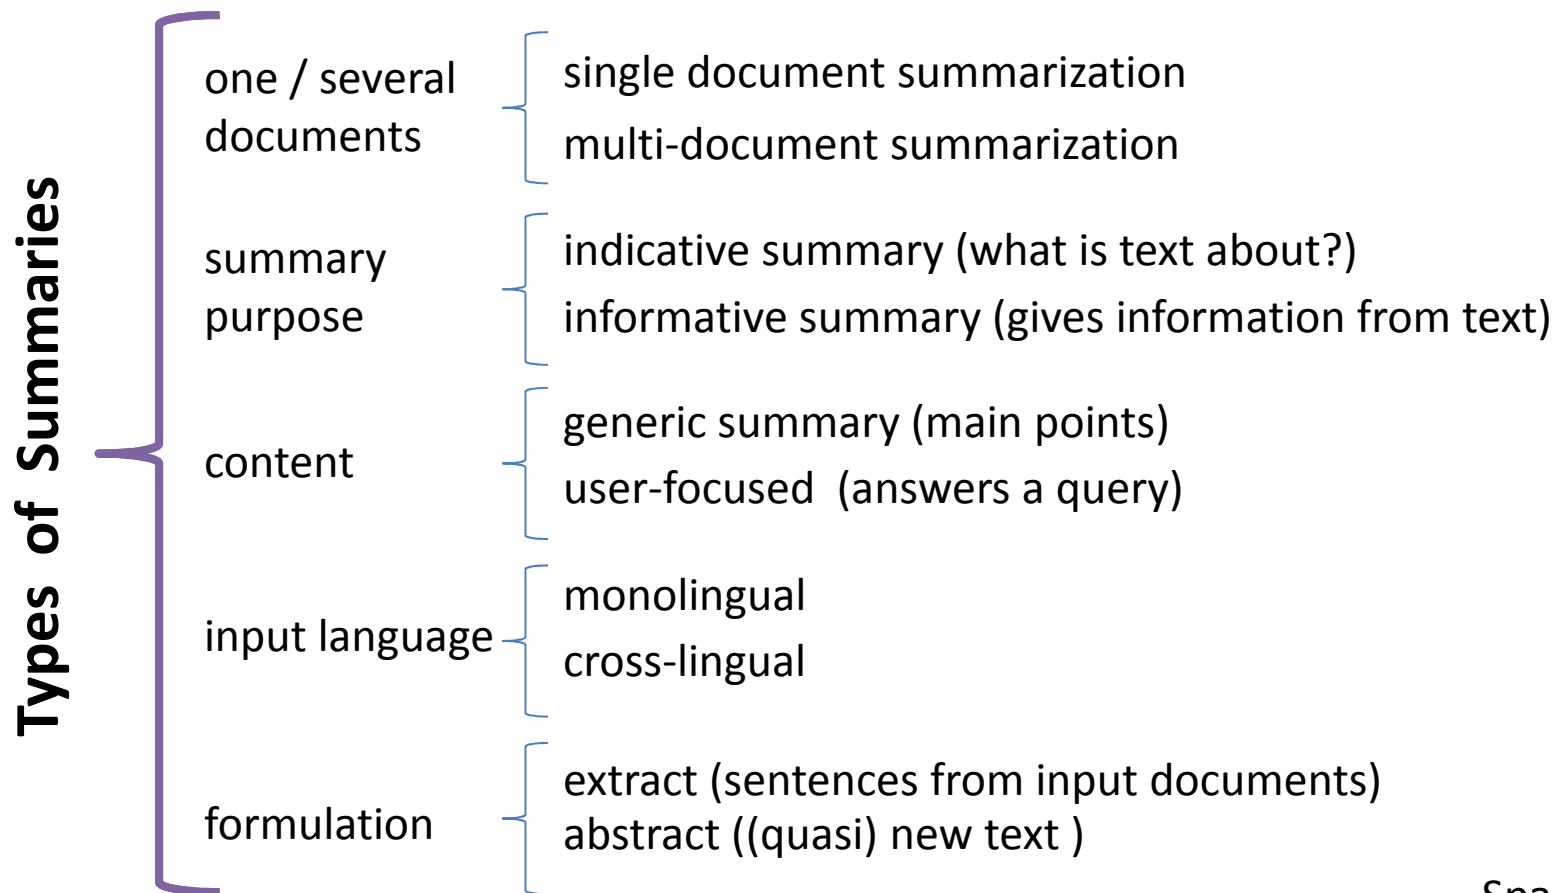 Types of Summaries
one / several
documents
single document summarization
multi-document summarization
summary
purpose
indicative summary (what is text about?)
informative summary (gives information from text)
content
generic summary (main points)
user-focused (answers a query)
input language
monolingual
cross-lingual
formulation
extract (sentences from input documents)
abstract ((quasi) new text )